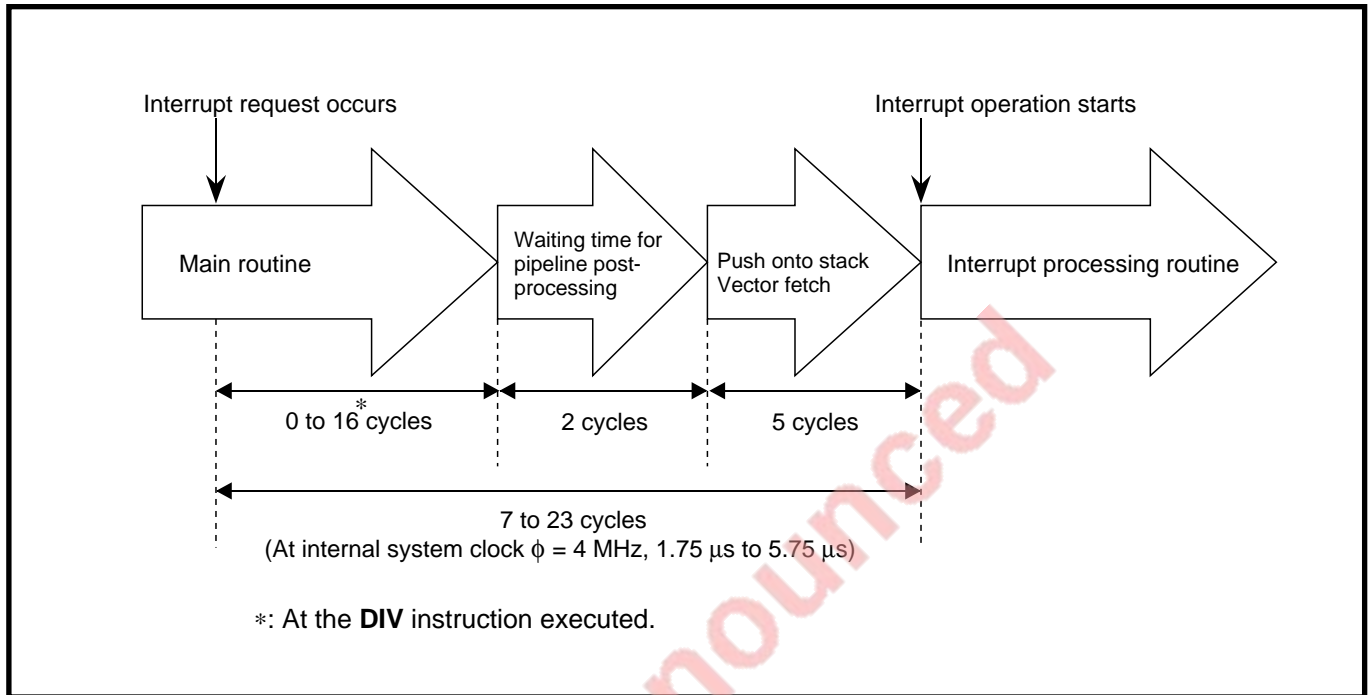 Interrupt request occurs
Interrupt operation starts
Main routine
Waiting time for
pipeline post-
processing
Push onto stack
Vector fetch
Interrupt processing routine
0 to 16* cycles
2 cycles
5 cycles
7 to 23 cycles
(At internal system clock ϕ = 4 MHz, 1.75 μs to 5.75 μs)
*: At the DIV instruction executed.
nounced